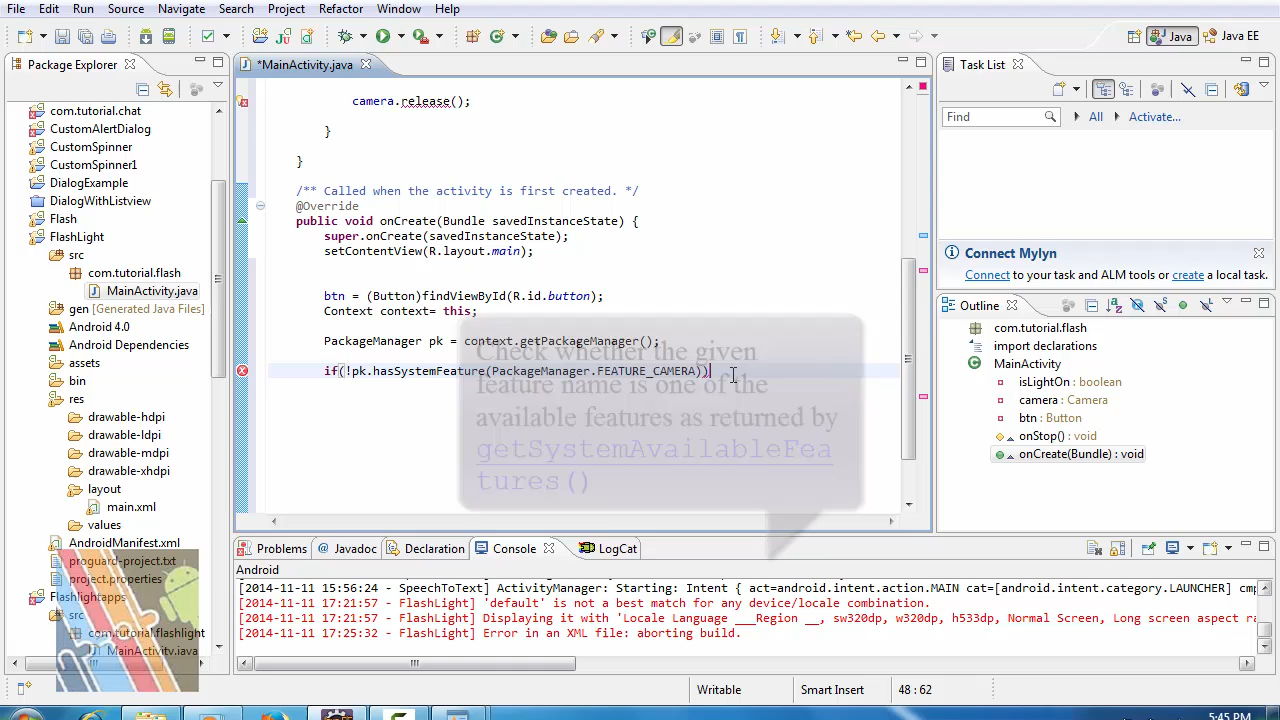 File Edit Run Source Navigate Search Project Refactor Window Help
Java Java EE
Package Explorer
com.tutorial.chat
CustomAlertDialog
CustomSpinner
CustomSpinner1
DialogExample
DialogWithListview
Flash
FlashLight
src
com.tutorial.flash
MainActivity.java
gen [Generated Java Files]
Android 4.0
Android Dependencies
assets
bin
res
drawable-hdpi
drawable-ldpi
drawable-mdpi
drawable-xhdpi
layout
main.xml
values
AndroidManifest.xml
proguard-project.txt
project.properties
Flashlightapps
src
com.tutorial.flashlight
MainActivity.java
*MainActivity.java
camera.release();
}
}
/** Called when the activity is first created. */
@Override
public void onCreate(Bundle savedInstanceState) {
super.onCreate(savedInstanceState);
setContentView(R.layout.main);
btn = (Button)findViewById(R.id.button);
Context context= this;
PackageManager pk = context.getPackageManager();
if(!pk.hasSystemFeature(PackageManager.FEATURE_CAMERA))
Check whether the given
feature name is one of the
available features as returned by
getSystemAvailableFea
tures()
Task List
Find All Activate...
Connect Mylyn
Connect to your task and ALM tools or create a local task.
Outline
com.tutorial.flash
import declarations
MainActivity
isLightOn : boolean
camera : Camera
btn : Button
onStop() : void
onCreate(Bundle) : void
Problems Javadoc Declaration Console LogCat
Android
[2014-11-11 15:56:24 - SpeechToText] ActivityManager: Starting: Intent { act=android.intent.action.MAIN cat=[android.intent.category.LAUNCHER] cmp
[2014-11-11 17:21:57 - FlashLight] 'default' is not a best match for any device/locale combination.
[2014-11-11 17:21:57 - FlashLight] Displaying it with 'Locale Language ___Region __, sw320dp, w320dp, h533dp, Normal Screen, Long screen aspect ra
[2014-11-11 17:25:32 - FlashLight] Error in an XML file: aborting build.
Writable Smart Insert 48 : 62
5:45 PM